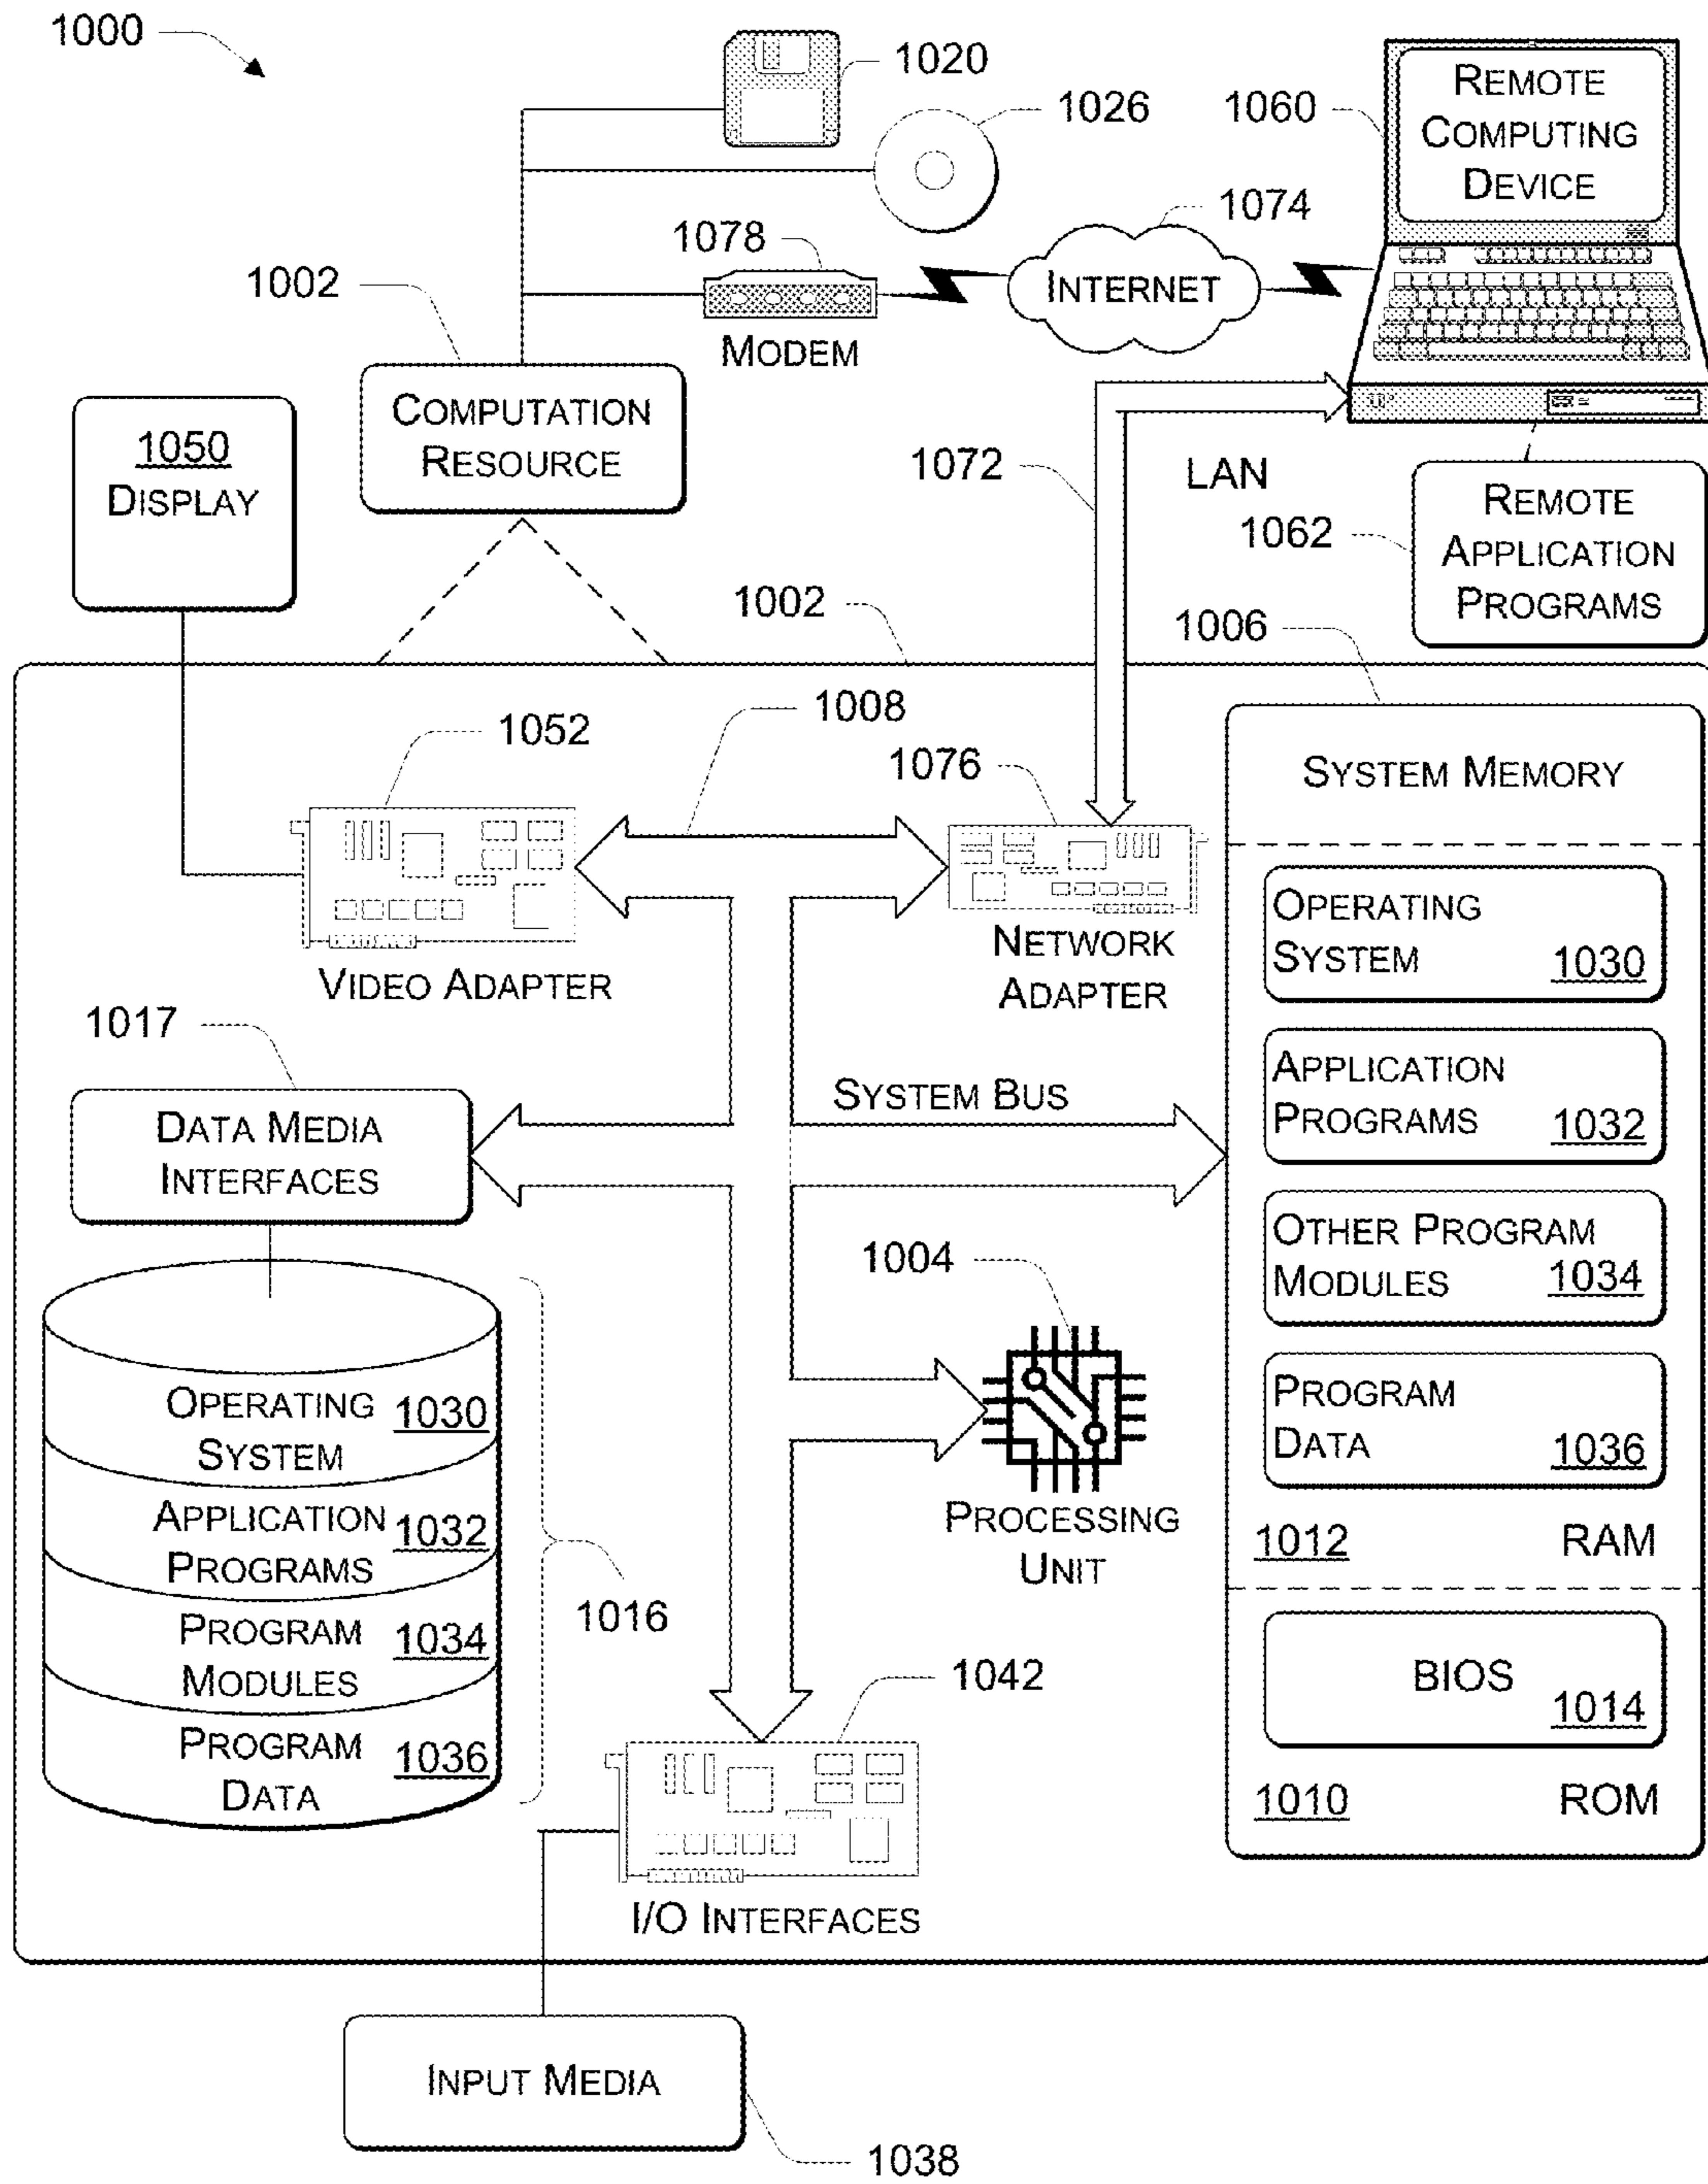 1000
1020
1026
1060
REMOTE
COMPUTING
DEVICE
1074
1078
INTERNET
1002
MODEM
COMPUTATION
RESOURCE
1050
DISPLAY
1072
LAN
1062
REMOTE
APPLICATION
PROGRAMS
1002
1006
1008
1052
1076
SYSTEM MEMORY
OPERATING
SYSTEM 1030
NETWORK
ADAPTER
VIDEO ADAPTER
1017
APPLICATION
PROGRAMS 1032
SYSTEM BUS
DATA MEDIA
INTERFACES
OTHER PROGRAM
MODULES 1034
1004
PROGRAM
DATA 1036
OPERATING 1030
SYSTEM
APPLICATION 1032
PROGRAMS
PROCESSING
UNIT
1012 RAM
1016
PROGRAM 1034
MODULES
1042
BIOS
1014
PROGRAM 1036
DATA
1010 ROM
I/O INTERFACES
INPUT MEDIA
1038